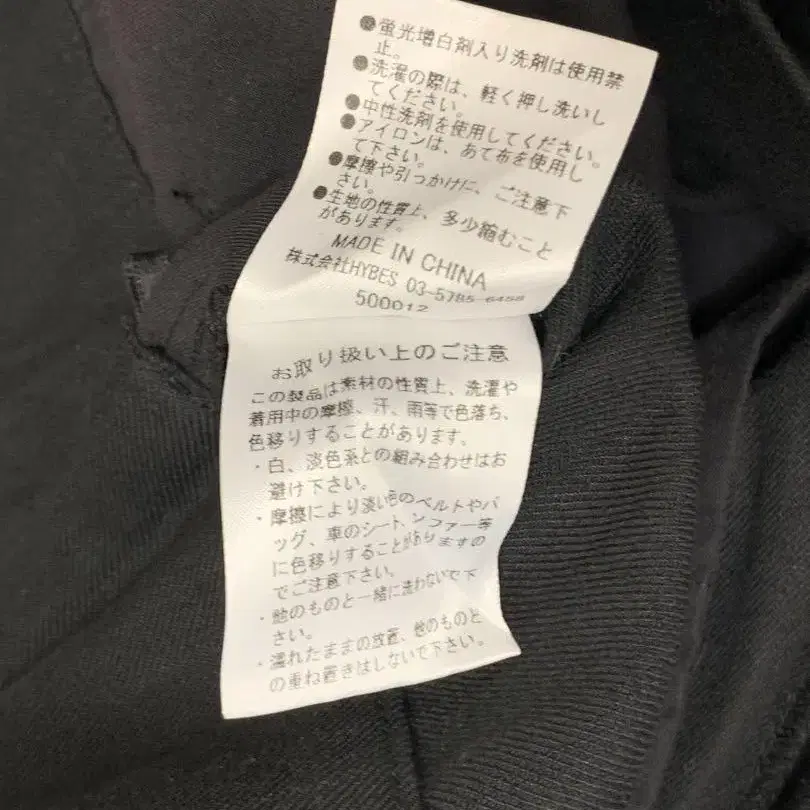 ●蛍光増白剤入り洗剤は使用禁
止。
●洗濯の際は、軽く押し洗いし
てください。
●中性洗剤を使用してください。
●アイロンは、あて布を使用し
て下さい。
●摩擦や引っかけに、ご注意下
さい。
●生地の性質上、多少縮むこと
があります。
MADE IN CHINA
株式会社HYBES 03-5785-6458
500012
お取り扱い上のご注意
この製品は素材の性質上、洗濯や
着用中の摩擦、汗、雨等で色落ち、
色移りすることがあります。
・白、淡色系との組み合わせはお
避け下さい。
・摩擦により淡い色のベルトやバ
ッグ、車のシート、ソファー等
に色移りすることがありますの
でご注意下さい。
・他のものと一緒に洗わないで下
さい。
・濡れたままの放置、他のものと
の重ね置きはしないで下さい。